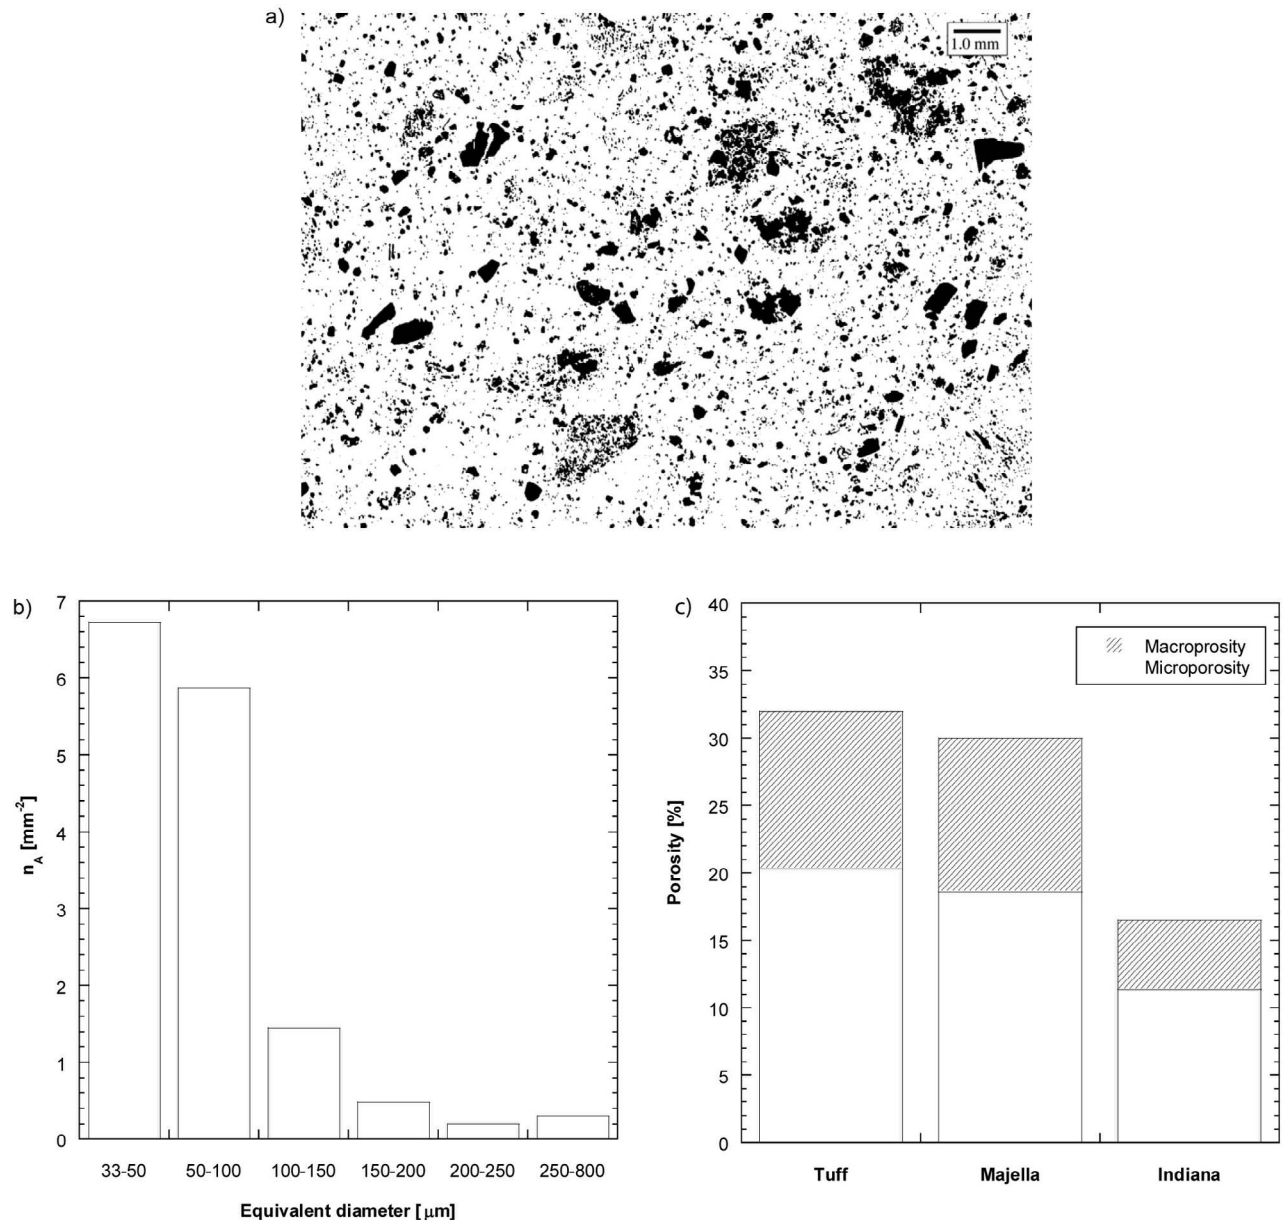 a)
1.0 mm
b)
7
6
5
4
3
2
1
0
n_A [mm⁻²]
33-50 50-100 100-150 150-200 200-250 250-800
Equivalent diameter [ μm]
c)
40
35
30
25
20
15
10
5
0
Porosity [%]
Macroprosity
Microporosity
Tuff Majella Indiana